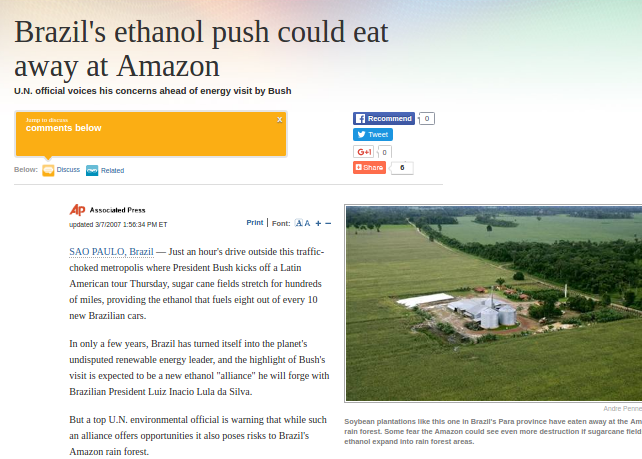 Brazil's ethanol push could eat
away at Amazon
U.N. official voices his concerns ahead of energy visit by Bush
Jump to discuss
comments below
x
Below:
Discuss
Related
Recommend
0
Tweet
+1
0
Share
6
AP Associated Press
updated 3/7/2007 1:56:34 PM ET
Print | Font: A A + −
SAO PAULO, Brazil — Just an hour's drive outside this traffic-
choked metropolis where President Bush kicks off a Latin
American tour Thursday, sugar cane fields stretch for hundreds
of miles, providing the ethanol that fuels eight out of every 10
new Brazilian cars.
In only a few years, Brazil has turned itself into the planet's
undisputed renewable energy leader, and the highlight of Bush's
visit is expected to be a new ethanol "alliance" he will forge with
Brazilian President Luiz Inacio Lula da Silva.
But a top U.N. environmental official is warning that while such
an alliance offers opportunities it also poses risks to Brazil's
Amazon rain forest.
Andre Penne
Soybean plantations like this one in Brazil's Para province have eaten away at the Am
rain forest. Some fear the Amazon could see even more destruction if sugarcane field
ethanol expand into rain forest areas.